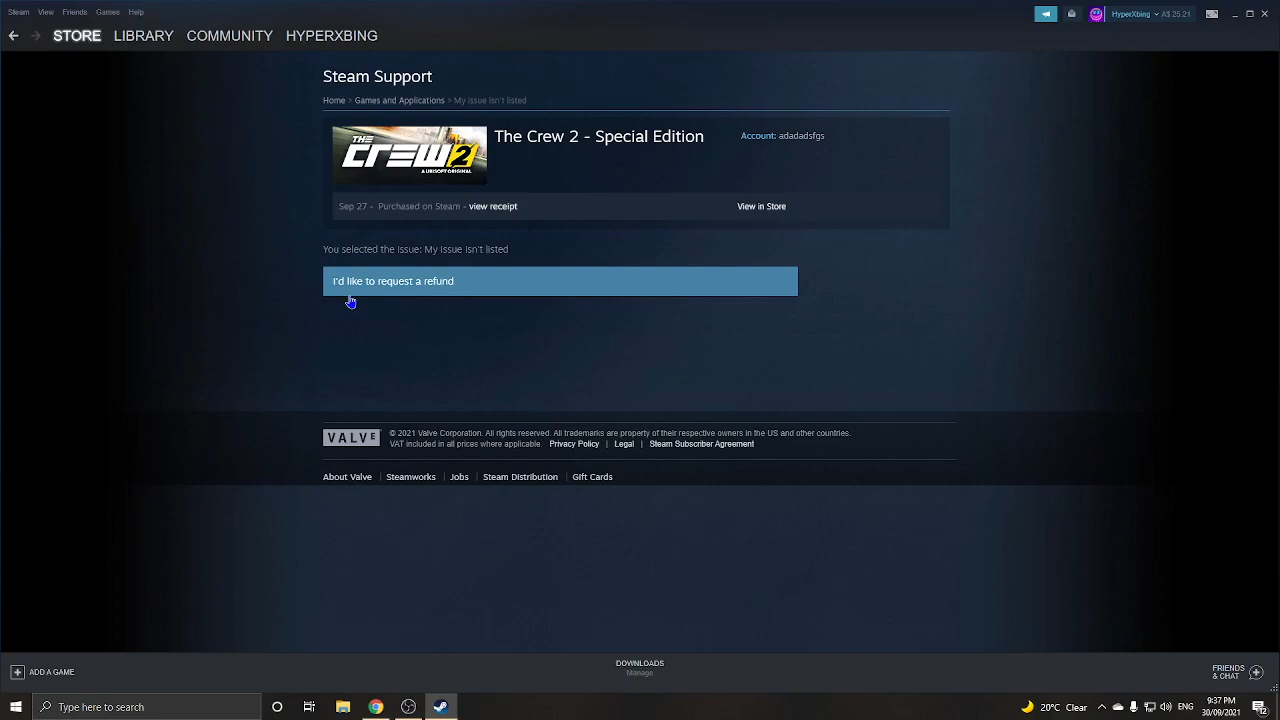 Steam View Friends Games Help
HyperXbing A$ 25.21
STORE LIBRARY COMMUNITY HYPERXBING
Steam Support
Home > Games and Applications > My issue isn't listed
THE CREW 2
A UBISOFT ORIGINAL
The Crew 2 - Special Edition
Account: adadadsfgs
Sep 27 - Purchased on Steam - view receipt
View in Store
You selected the issue: My issue isn't listed
I'd like to request a refund
VALVE
© 2021 Valve Corporation. All rights reserved. All trademarks are property of their respective owners in the US and other countries.
VAT included in all prices where applicable. Privacy Policy | Legal | Steam Subscriber Agreement
About Valve | Steamworks | Jobs | Steam Distribution | Gift Cards
ADD A GAME
DOWNLOADS
Manage
FRIENDS
& CHAT
Type here to search
20°C Clear
ENG
9:37 PM
30/09/2021
2